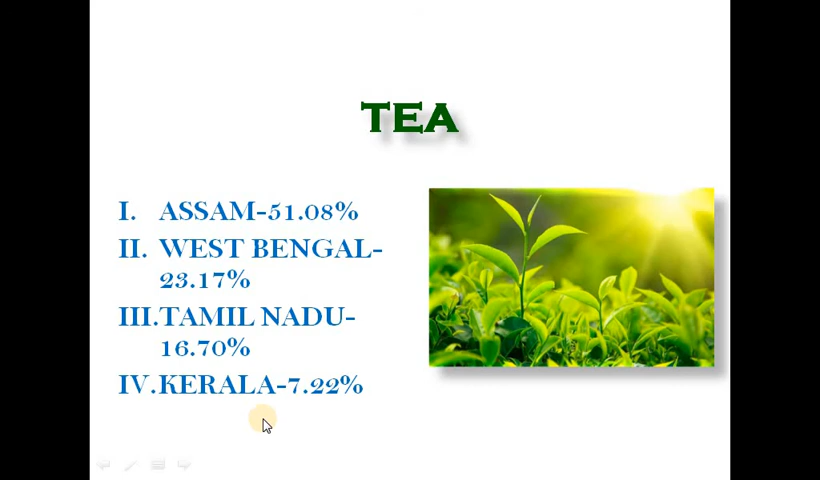 TEA
I. ASSAM-51.08%
II. WEST BENGAL-
23.17%
III.TAMIL NADU-
16.70%
IV.KERALA-7.22%